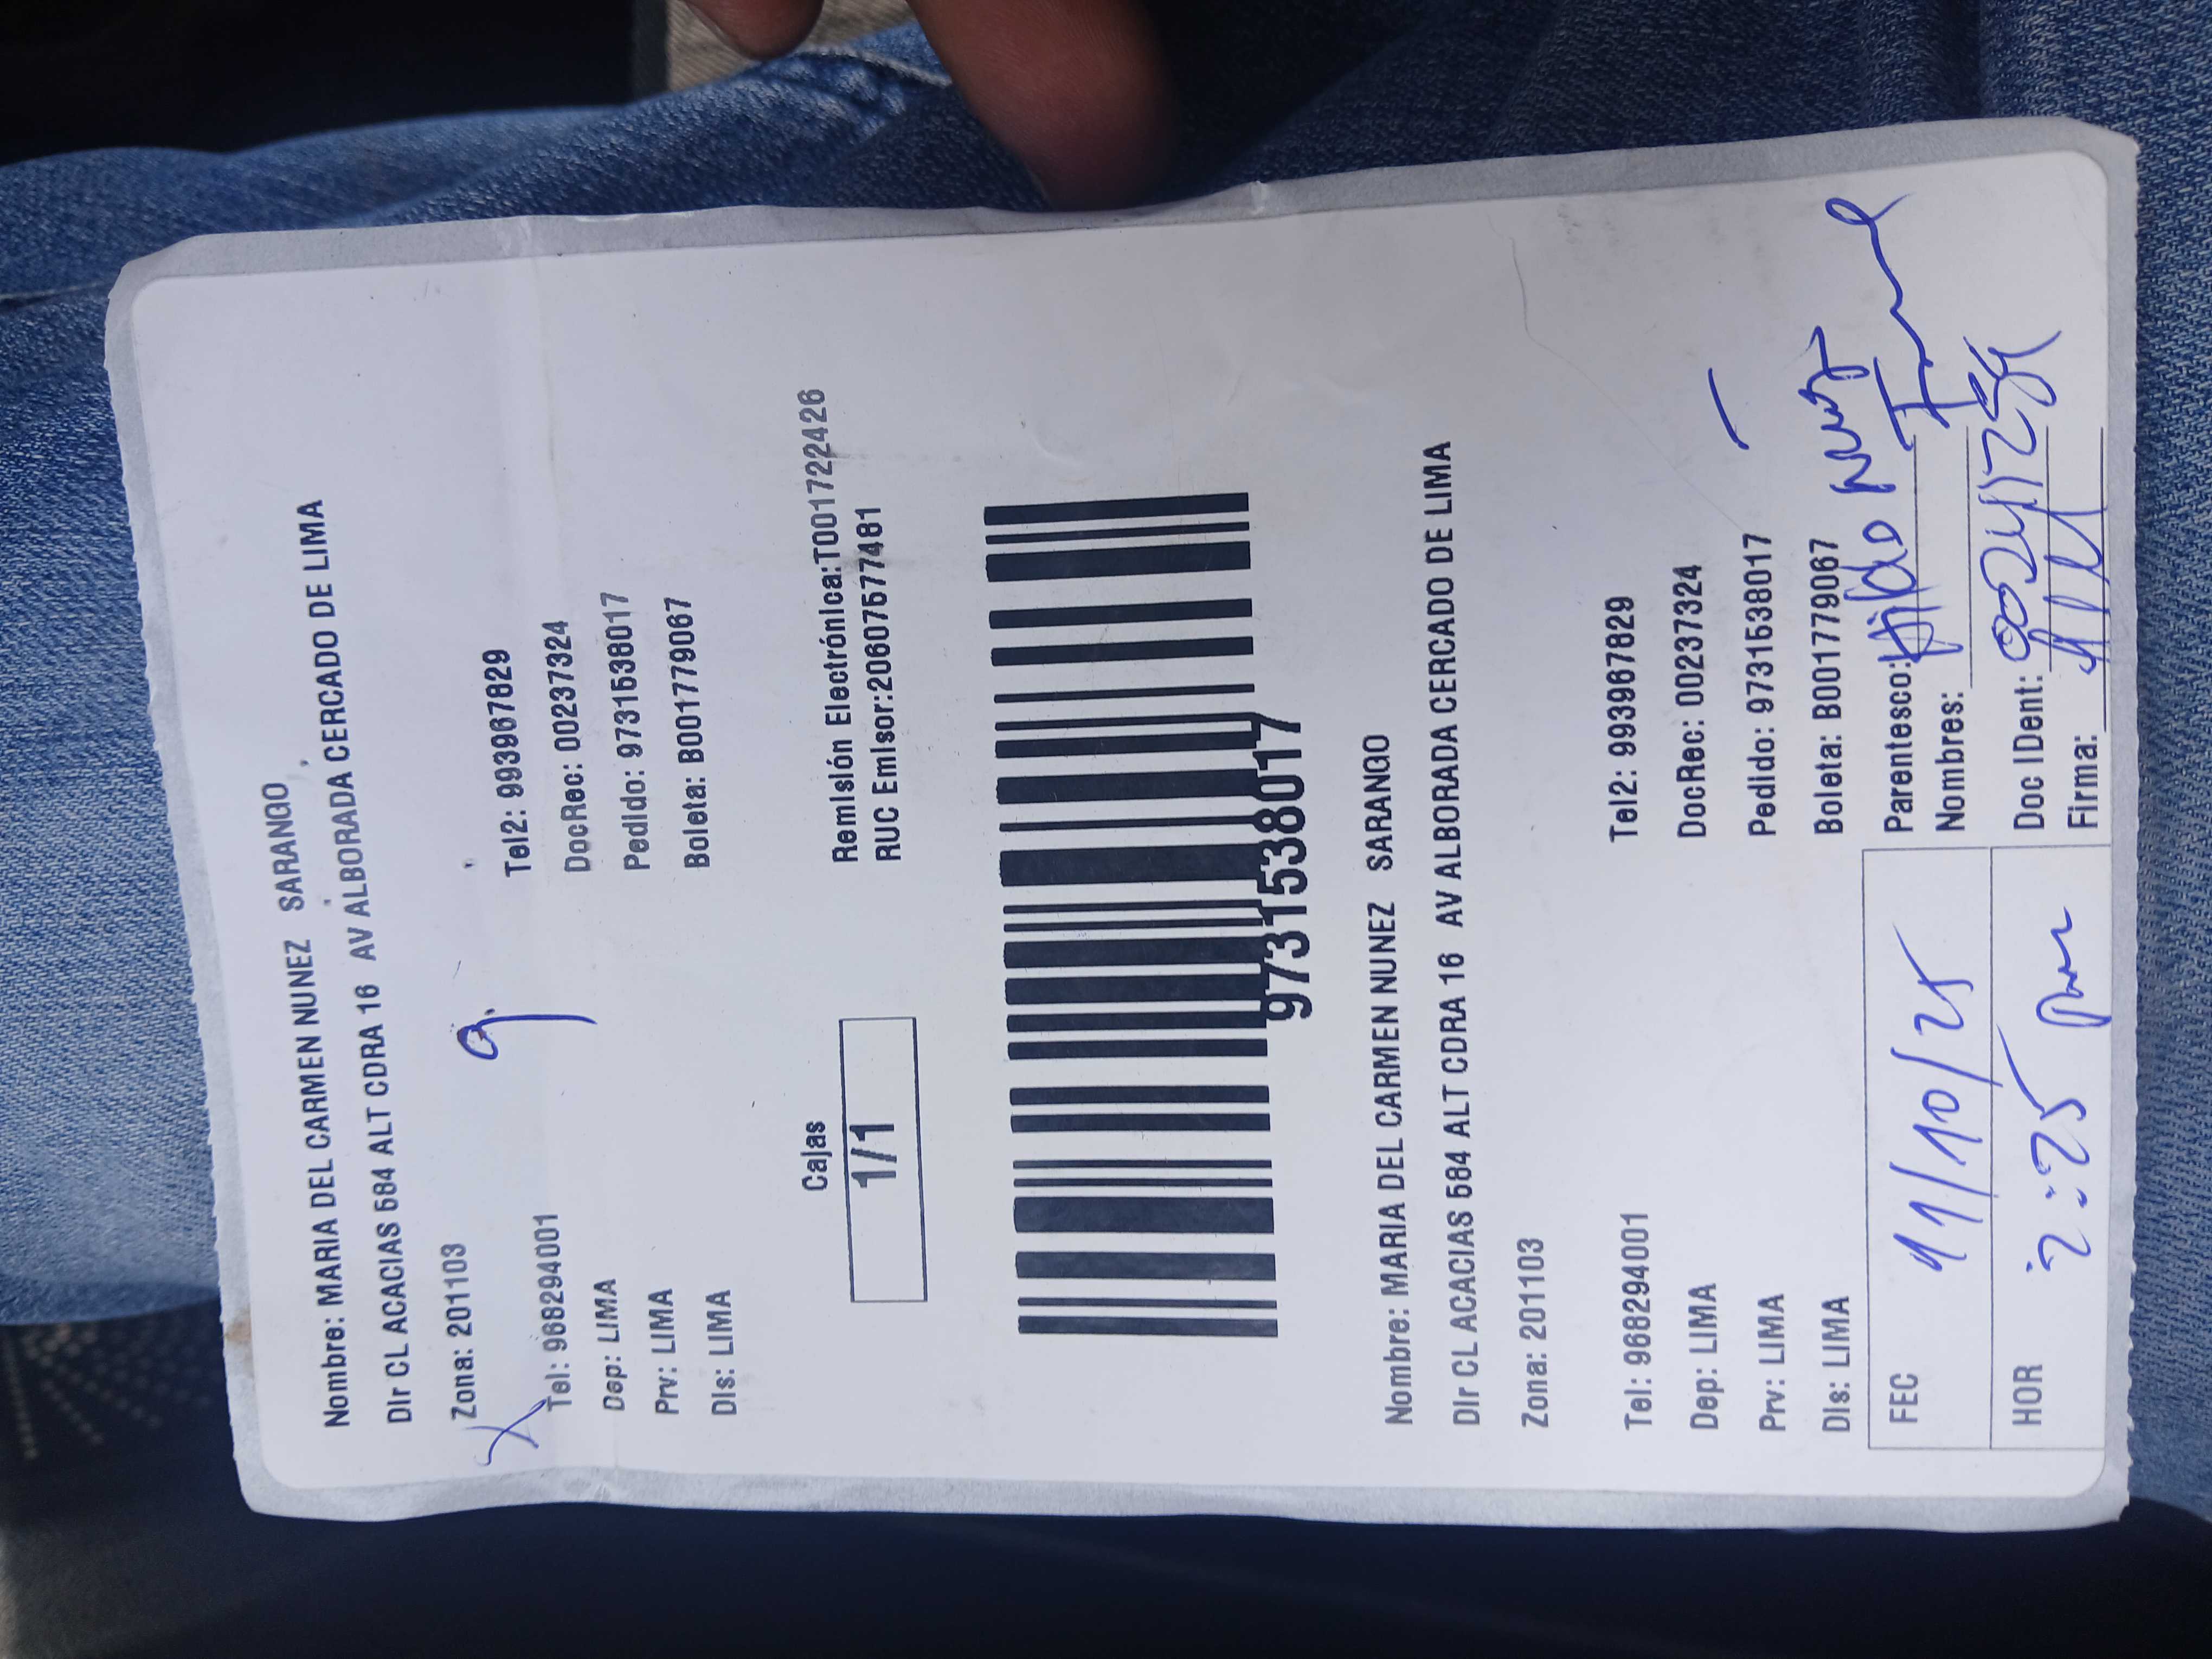 Nombre: MARIA DEL CARMEN NUNEZ SARANGO
DIr CL ACACIAS 584 ALT CDRA 16 AV ALBORADA CERCADO DE LIMA
Zona: 201103
9
X
Tel: 968294001 Tel2: 993967829
Dep: LIMA DocRec: 00237324
Prv: LIMA Pedido: 9731538017
DIs: LIMA Boleta: B001779067
Cajas
1/1
Remisión Electrónica:T001722426
RUC Emisor:20607577481
9731538017
Nombre: MARIA DEL CARMEN NUNEZ SARANGO
DIr CL ACACIAS 584 ALT CDRA 16 AV ALBORADA CERCADO DE LIMA
Zona: 201103
Tel: 968294001 Tel2: 993967829
Dep: LIMA DocRec: 00237324
Prv: LIMA Pedido: 9731538017
DIs: LIMA Boleta: B001779067
FEC 11/10/25
Parentesco:
Nombres:
HOR 2:25 pm
Doc IDent:
Firma: